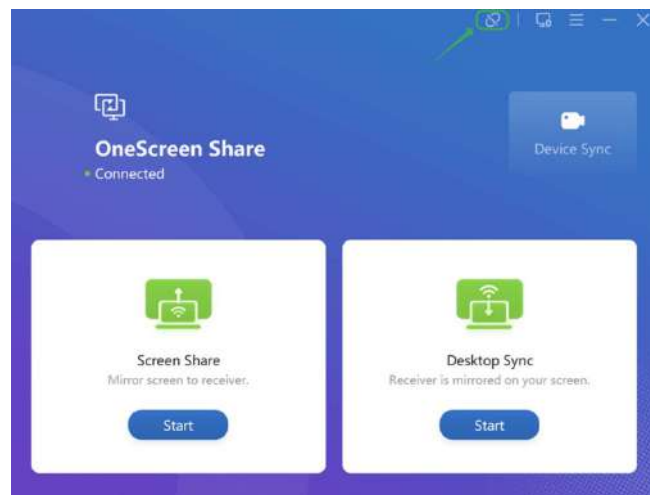 OneScreen Share
Connected
Device Sync
Screen Share
Mirror screen to receiver.
Start
Desktop Sync
Receiver is mirrored on your screen.
Start